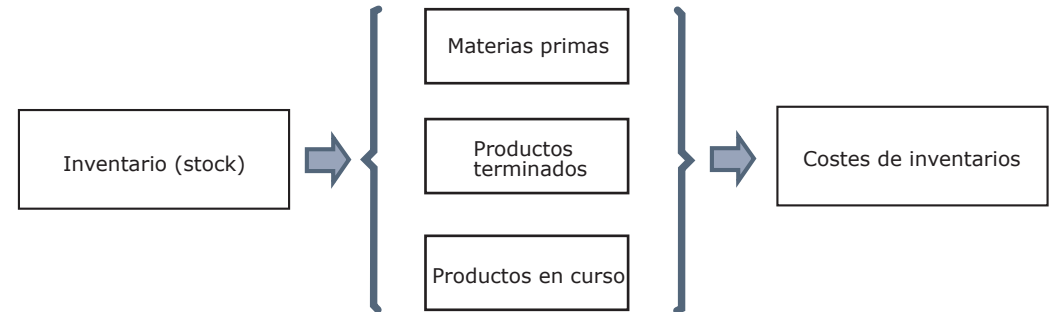 Materias primas
Inventario (stock)
Productos
terminados
Costes de inventarios
Productos en curso